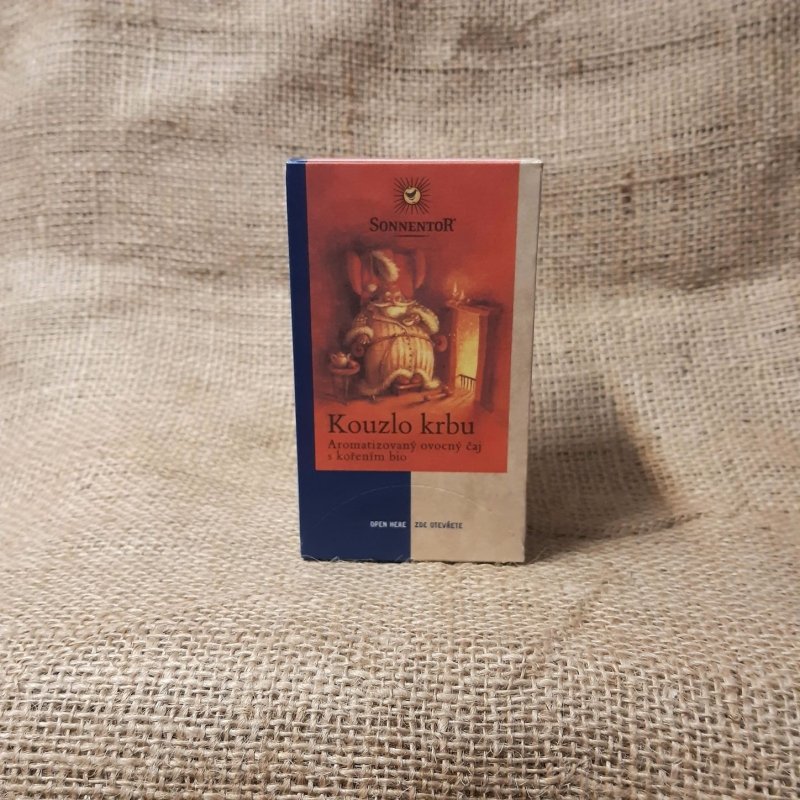 SONNENTOR®
Kouzlo krbu
Aromatizovaný ovocný čaj
s kořením bio
OPEN HERE ZDE OTEVŘETE